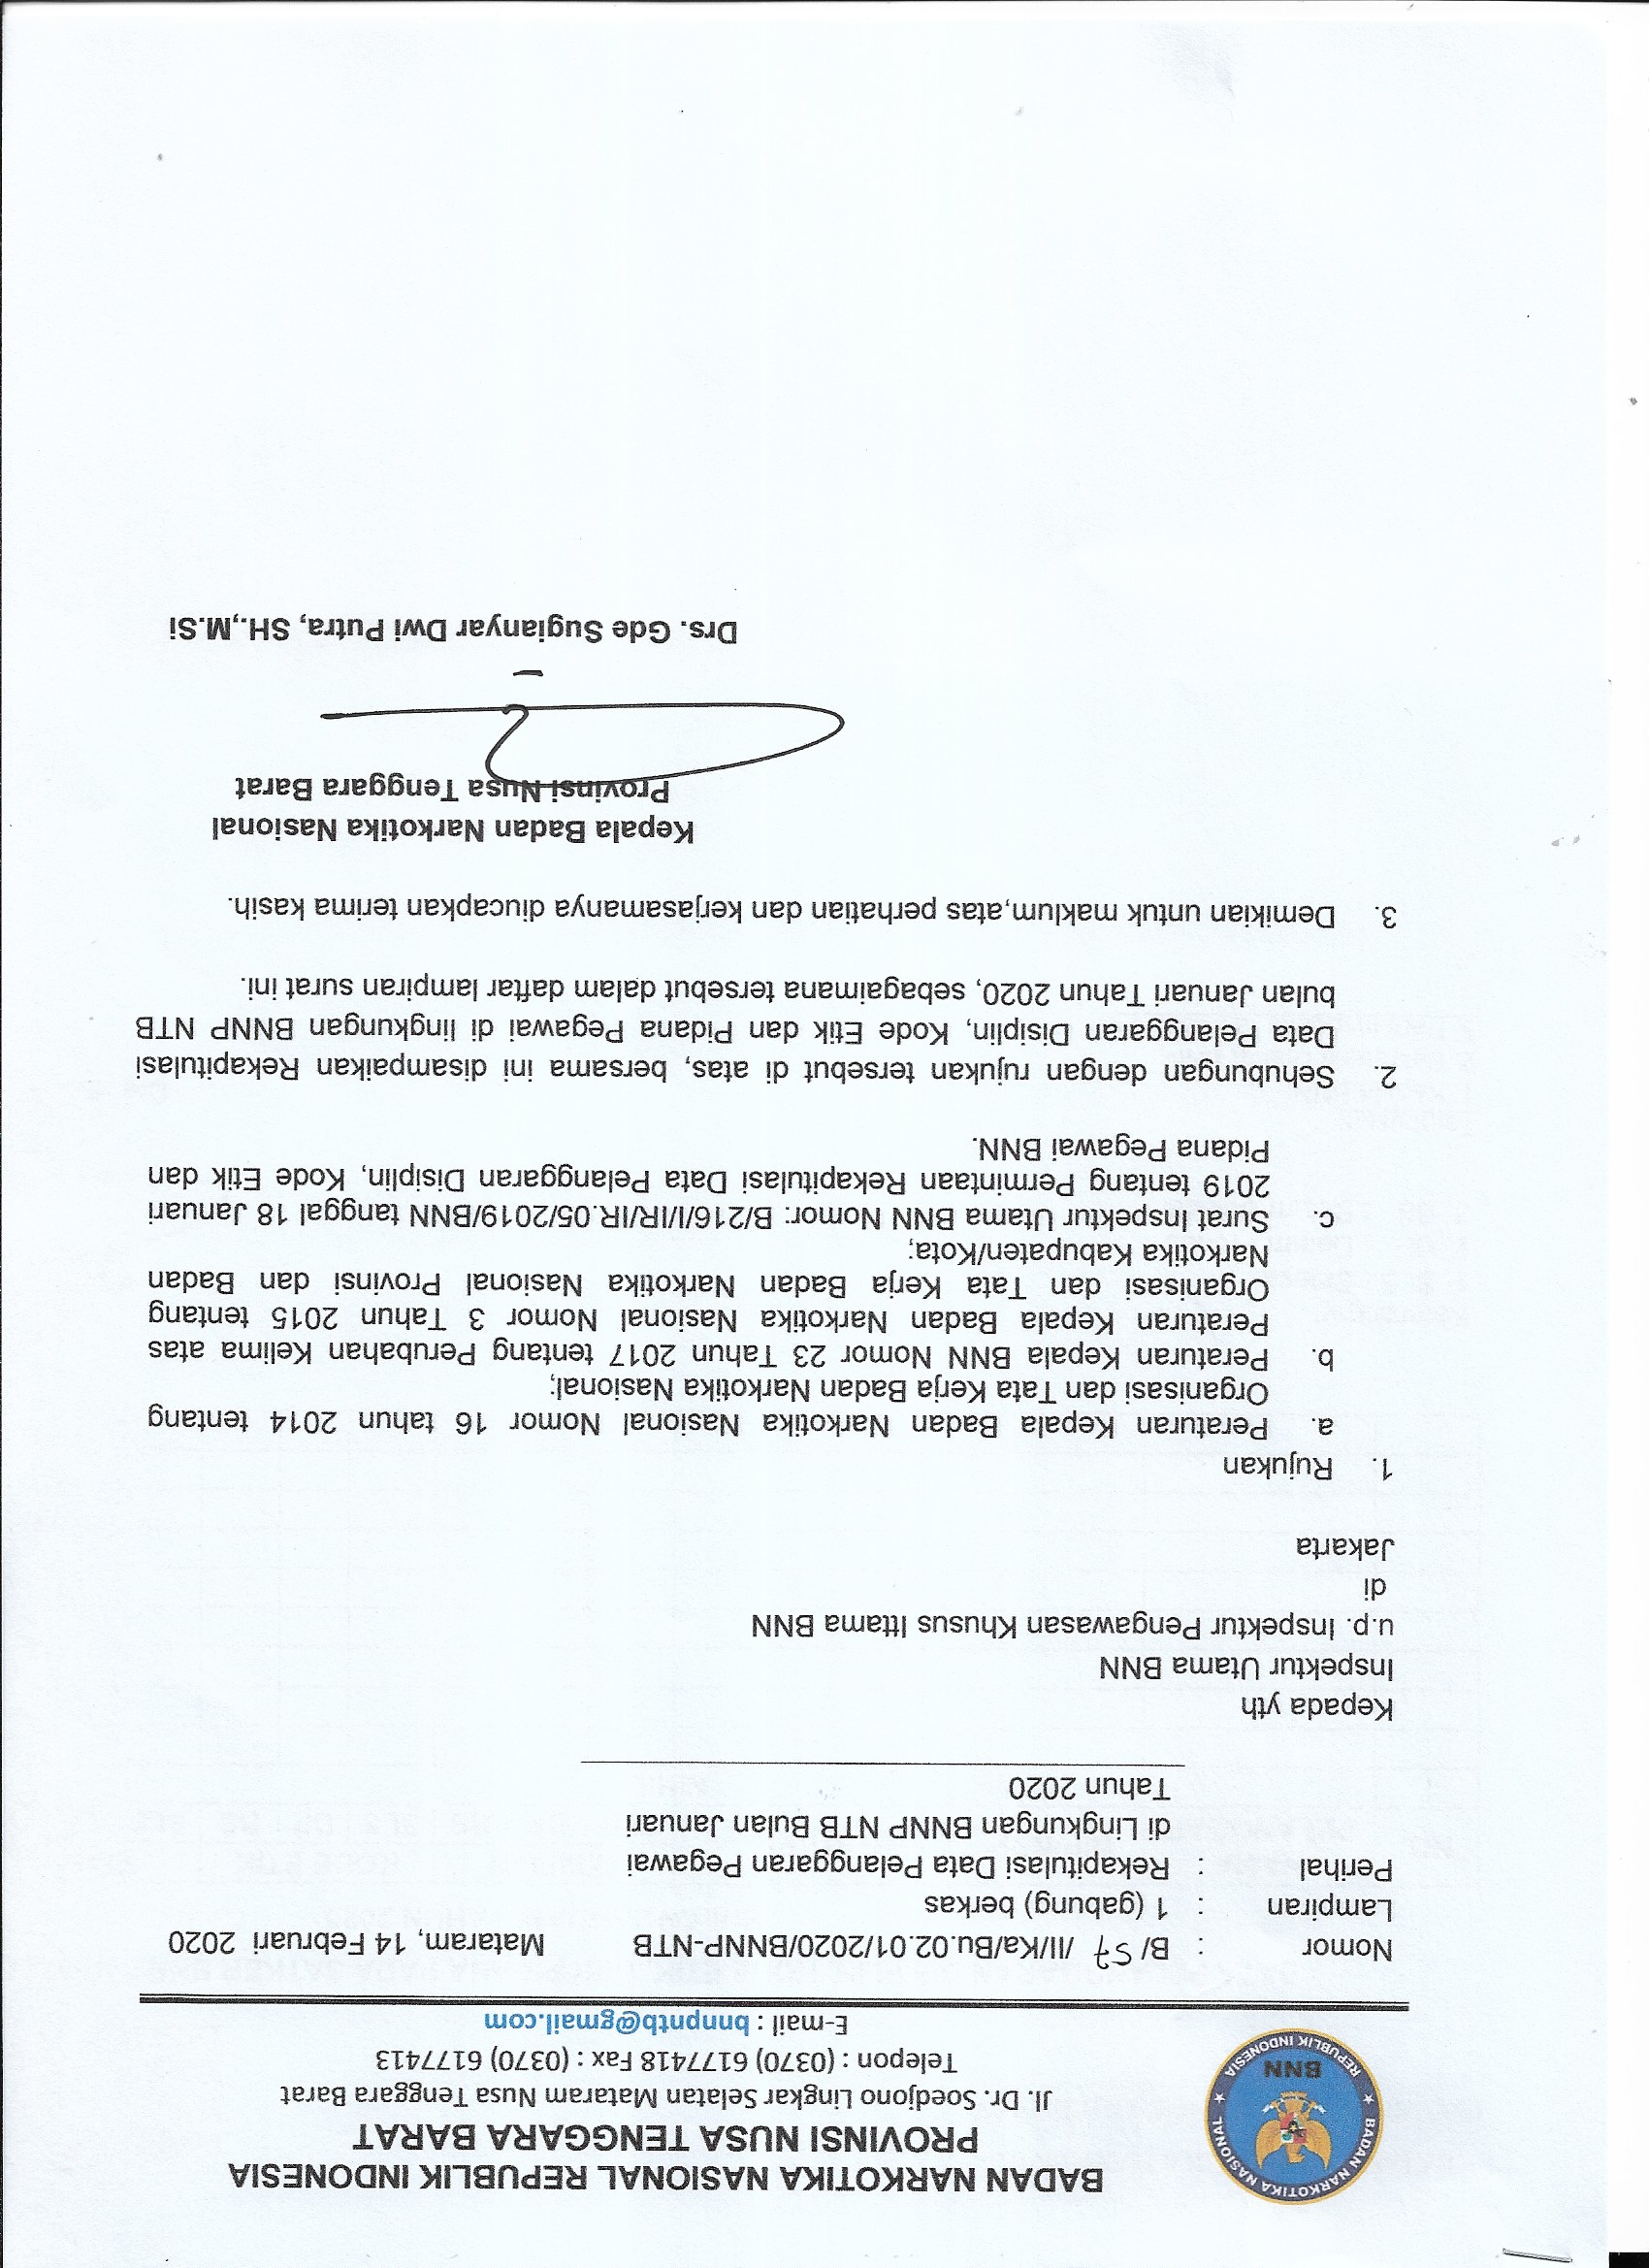 BADAN NARKOTIKA NASIONAL REPUBLIK INDONESIA
PROVINSI NUSA TENGGARA BARAT
Jl. Dr. Soedjono Lingkar Selatan Mataram Nusa Tenggara Barat
Telepon : (0370) 6177418 Fax : (0370) 6177413
E-mail : bnnpntb@gmail.com
BADAN NARKOTIKA NASIONAL
BNN
REPUBLIK INDONESIA
Nomor : B/ 57 /II/Ka/Bu.02.01/2020/BNNP-NTB Mataram, 14 Februari 2020
Lampiran : 1 (gabung) berkas
Perihal : Rekapitulasi Data Pelanggaran Pegawai
di Lingkungan BNNP NTB Bulan Januari
Tahun 2020
Kepada yth
Inspektur Utama BNN
u.p. Inspektur Pengawasan Khusus Ittama BNN
di
Jakarta
1. Rujukan
a. Peraturan Kepala Badan Narkotika Nasional Nomor 16 tahun 2014 tentang
Organisasi dan Tata Kerja Badan Narkotika Nasional;
b. Peraturan Kepala BNN Nomor 23 Tahun 2017 tentang Perubahan Kelima atas
Peraturan Kepala Badan Narkotika Nasional Nomor 3 Tahun 2015 tentang
Organisasi dan Tata Kerja Badan Narkotika Nasional Provinsi dan Badan
Narkotika Kabupaten/Kota;
c. Surat Inspektur Utama BNN Nomor: B/216/I/IR/IR.05/2019/BNN tanggal 18 Januari
2019 tentang Permintaan Rekapitulasi Data Pelanggaran Disiplin, Kode Etik dan
Pidana Pegawai BNN.
2. Sehubungan dengan rujukan tersebut di atas, bersama ini disampaikan Rekapitulasi
Data Pelanggaran Disiplin, Kode Etik dan Pidana Pegawai di lingkungan BNNP NTB
bulan Januari Tahun 2020, sebagaimana tersebut dalam daftar lampiran surat ini.
3. Demikian untuk maklum,atas perhatian dan kerjasamanya diucapkan terima kasih.
Kepala Badan Narkotika Nasional
Provinsi Nusa Tenggara Barat
Drs. Gde Sugianyar Dwi Putra, SH.,M.Si